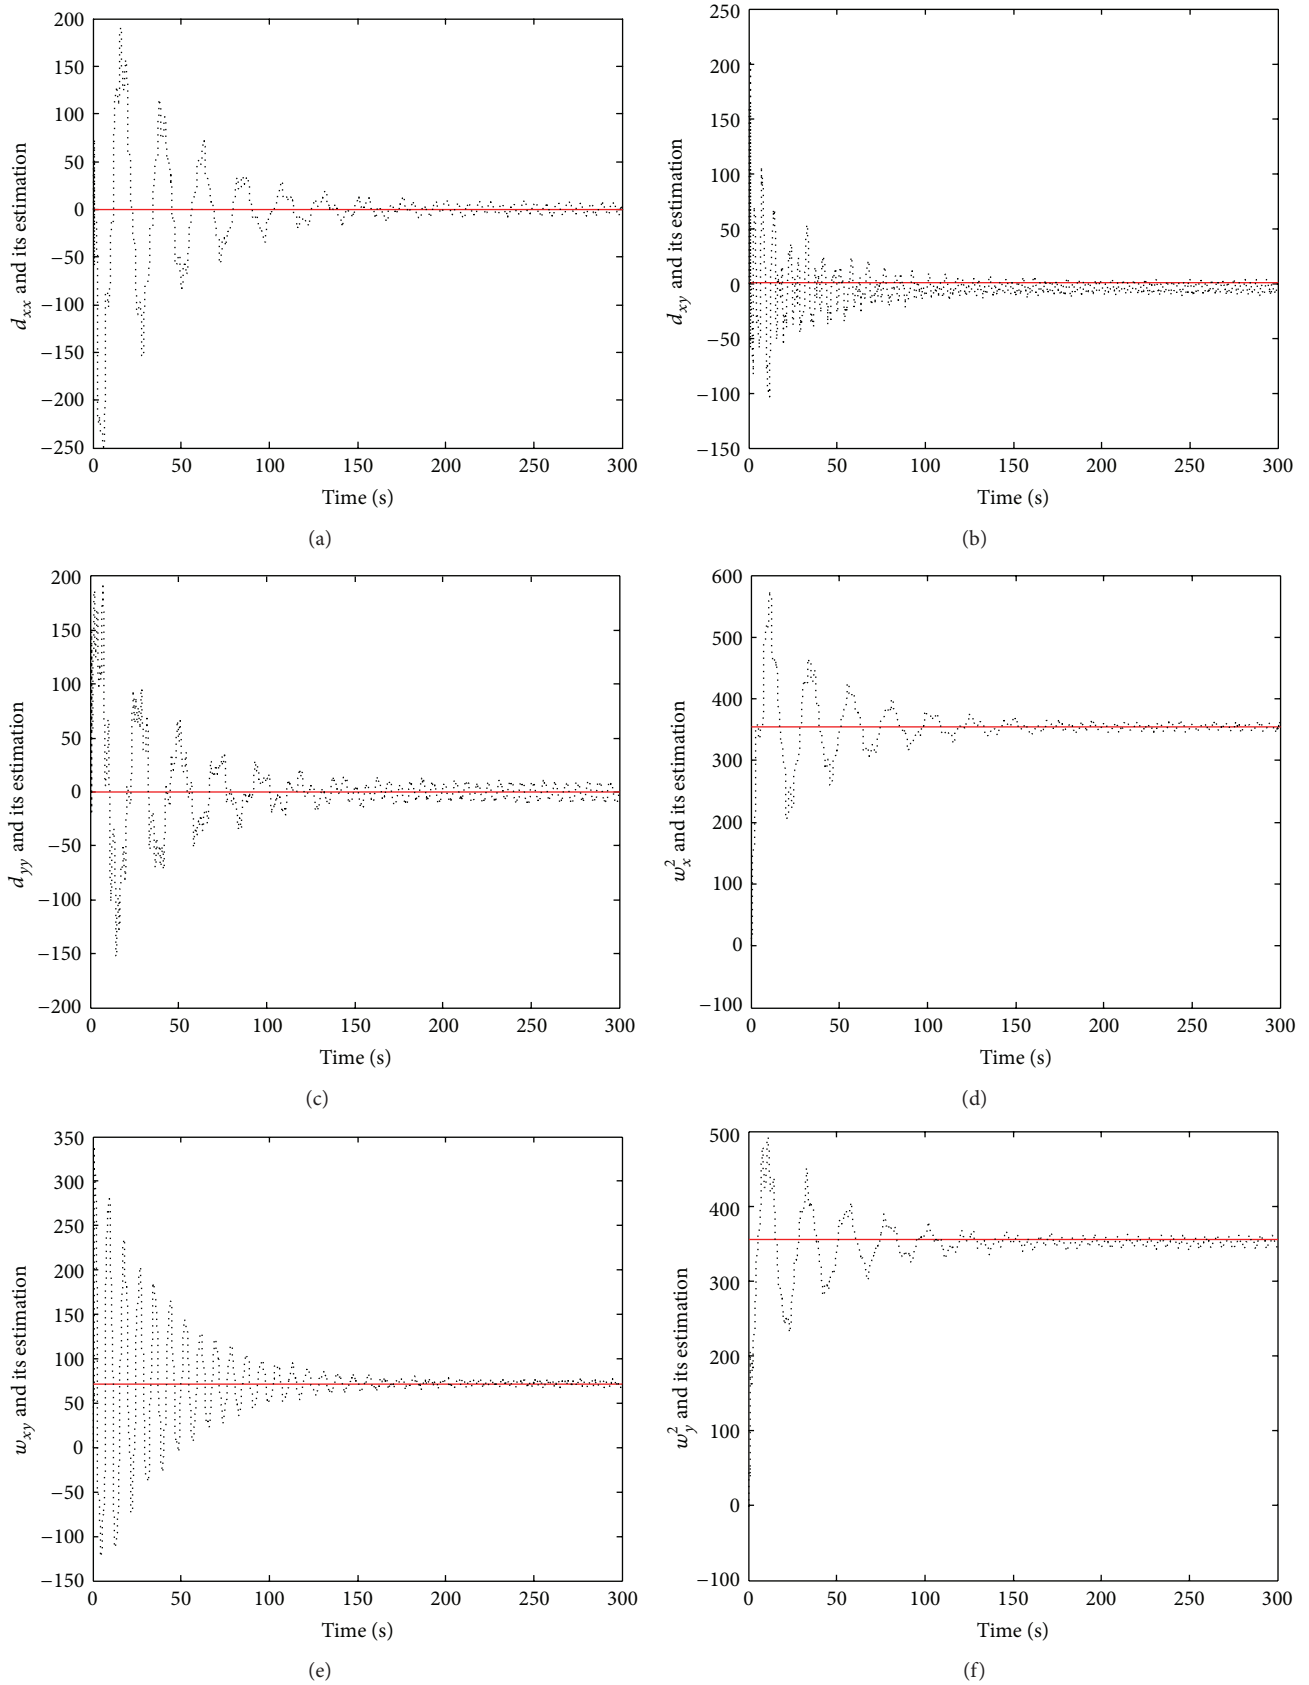 200
150
100
50
0
−50
−100
−150
−200
−250
d_xx and its estimation
0 50 100 150 200 250 300
Time (s)
(a)
250
200
150
100
50
0
−50
−100
−150
d_xy and its estimation
0 50 100 150 200 250 300
Time (s)
(b)
200
150
100
50
0
−50
−100
−150
−200
d_yy and its estimation
0 50 100 150 200 250 300
Time (s)
(c)
600
500
400
300
200
100
0
−100
w_x^2 and its estimation
0 50 100 150 200 250 300
Time (s)
(d)
350
300
250
200
150
100
50
0
−50
−100
−150
w_xy and its estimation
0 50 100 150 200 250 300
Time (s)
(e)
500
400
300
200
100
0
−100
w_y^2 and its estimation
0 50 100 150 200 250 300
Time (s)
(f)